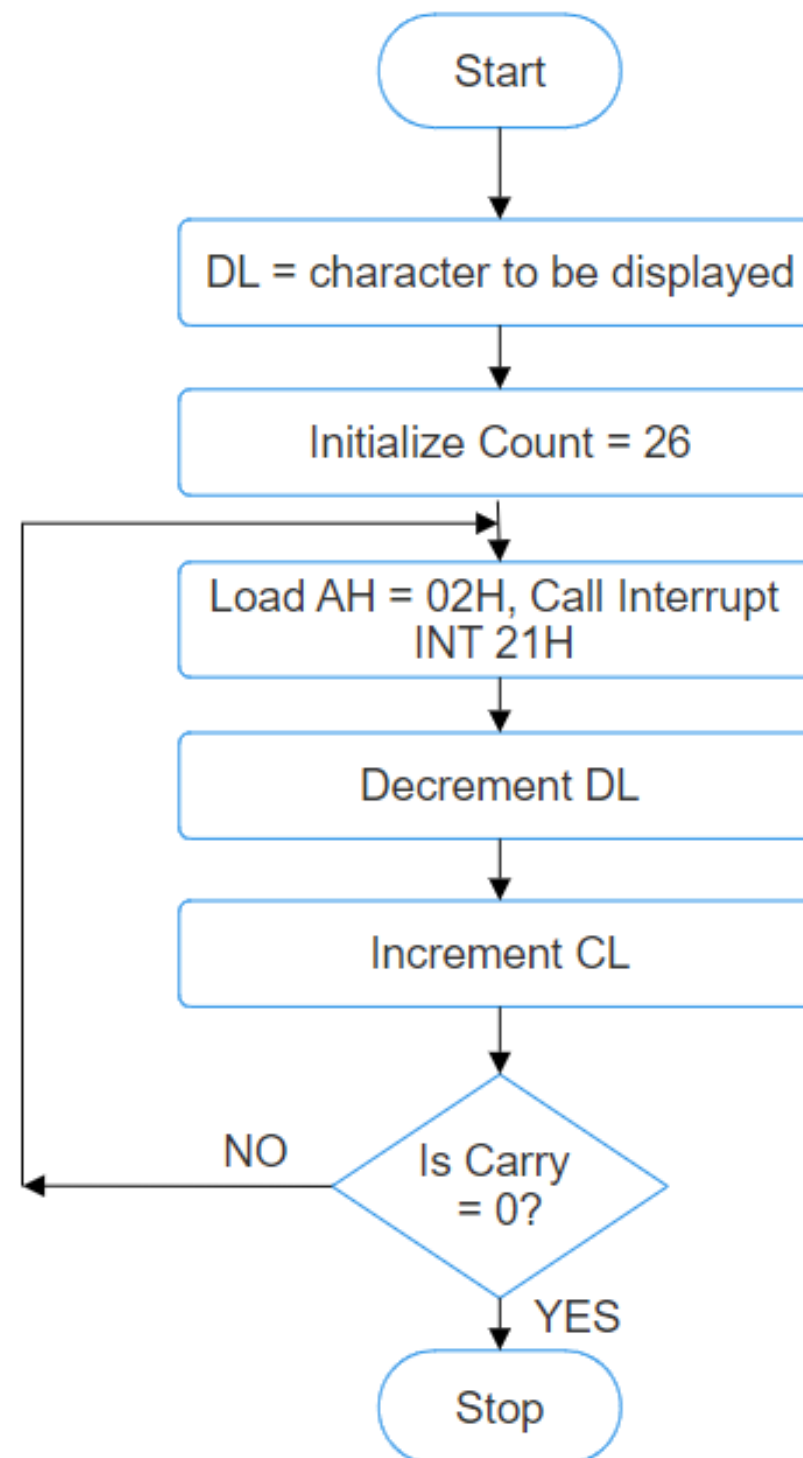 Start
DL = character to be displayed
Initialize Count = 26
Load AH = 02H, Call Interrupt
INT 21H
Decrement DL
Increment CL
NO
Is Carry
= 0?
YES
Stop